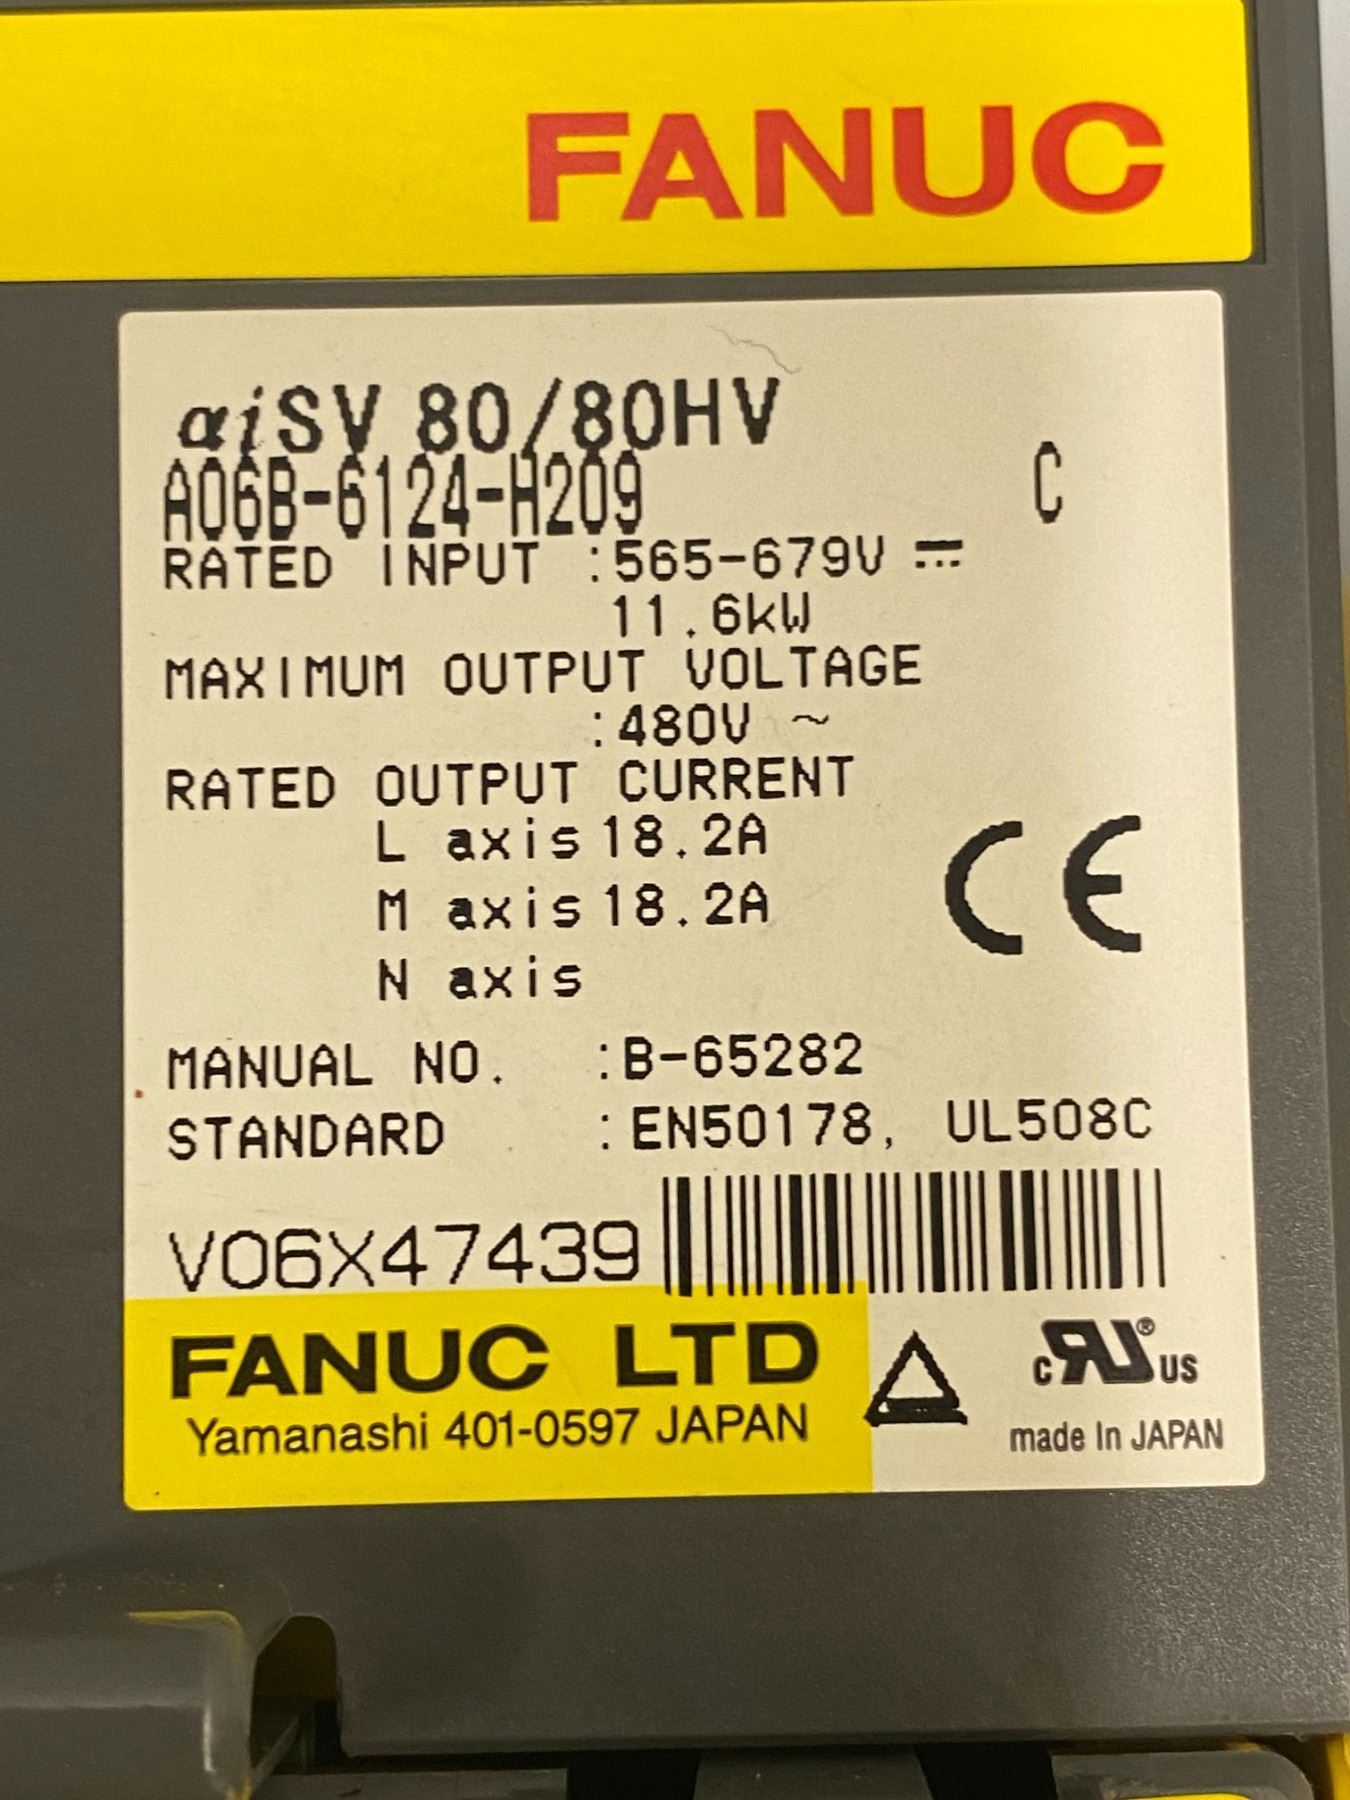 FANUC
αiSV 80/80HV
A06B-6124-H209 C
RATED INPUT :565-679V ⎓
11.6kW
MAXIMUM OUTPUT VOLTAGE
:480V ~
RATED OUTPUT CURRENT
L axis 18.2A
M axis 18.2A
N axis
CE
MANUAL NO. :B-65282
STANDARD :EN50178, UL508C
V06X47439
FANUC LTD
Yamanashi 401-0597 JAPAN
c RU ® US
made In JAPAN